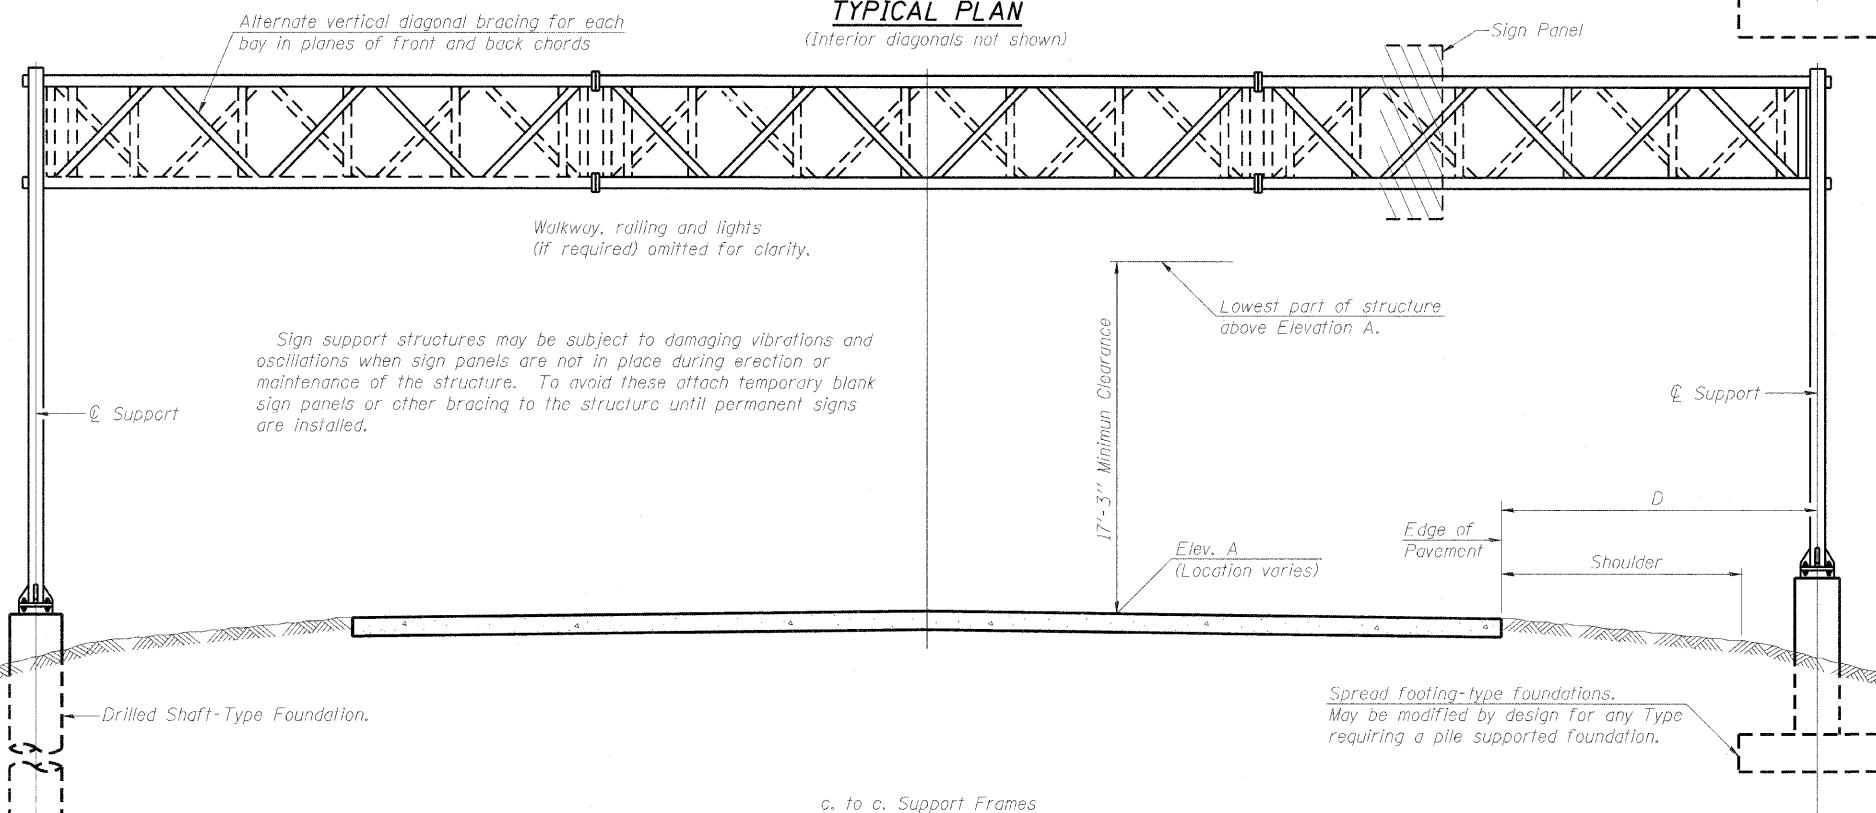 TYPICAL PLAN
(Interior diagonals not shown)
Alternate vertical diagonal bracing for each
bay in planes of front and back chords
Sign Panel
Walkway, railing and lights
(if required) omitted for clarity.
Lowest part of structure
above Elevation A.
Sign support structures may be subject to damaging vibrations and
oscillations when sign panels are not in place during erection or
maintenance of the structure. To avoid these attach temporary blank
sign panels or other bracing to the structure until permanent signs
are installed.
17'-3" Minimun Clearance
℄ Support
℄ Support
D
Edge of
Pavement
Shoulder
Elev. A
(Location varies)
Drilled Shaft-Type Foundation.
Spread footing-type foundations.
May be modified by design for any Type
requiring a pile supported foundation.
c. to c. Support Frames